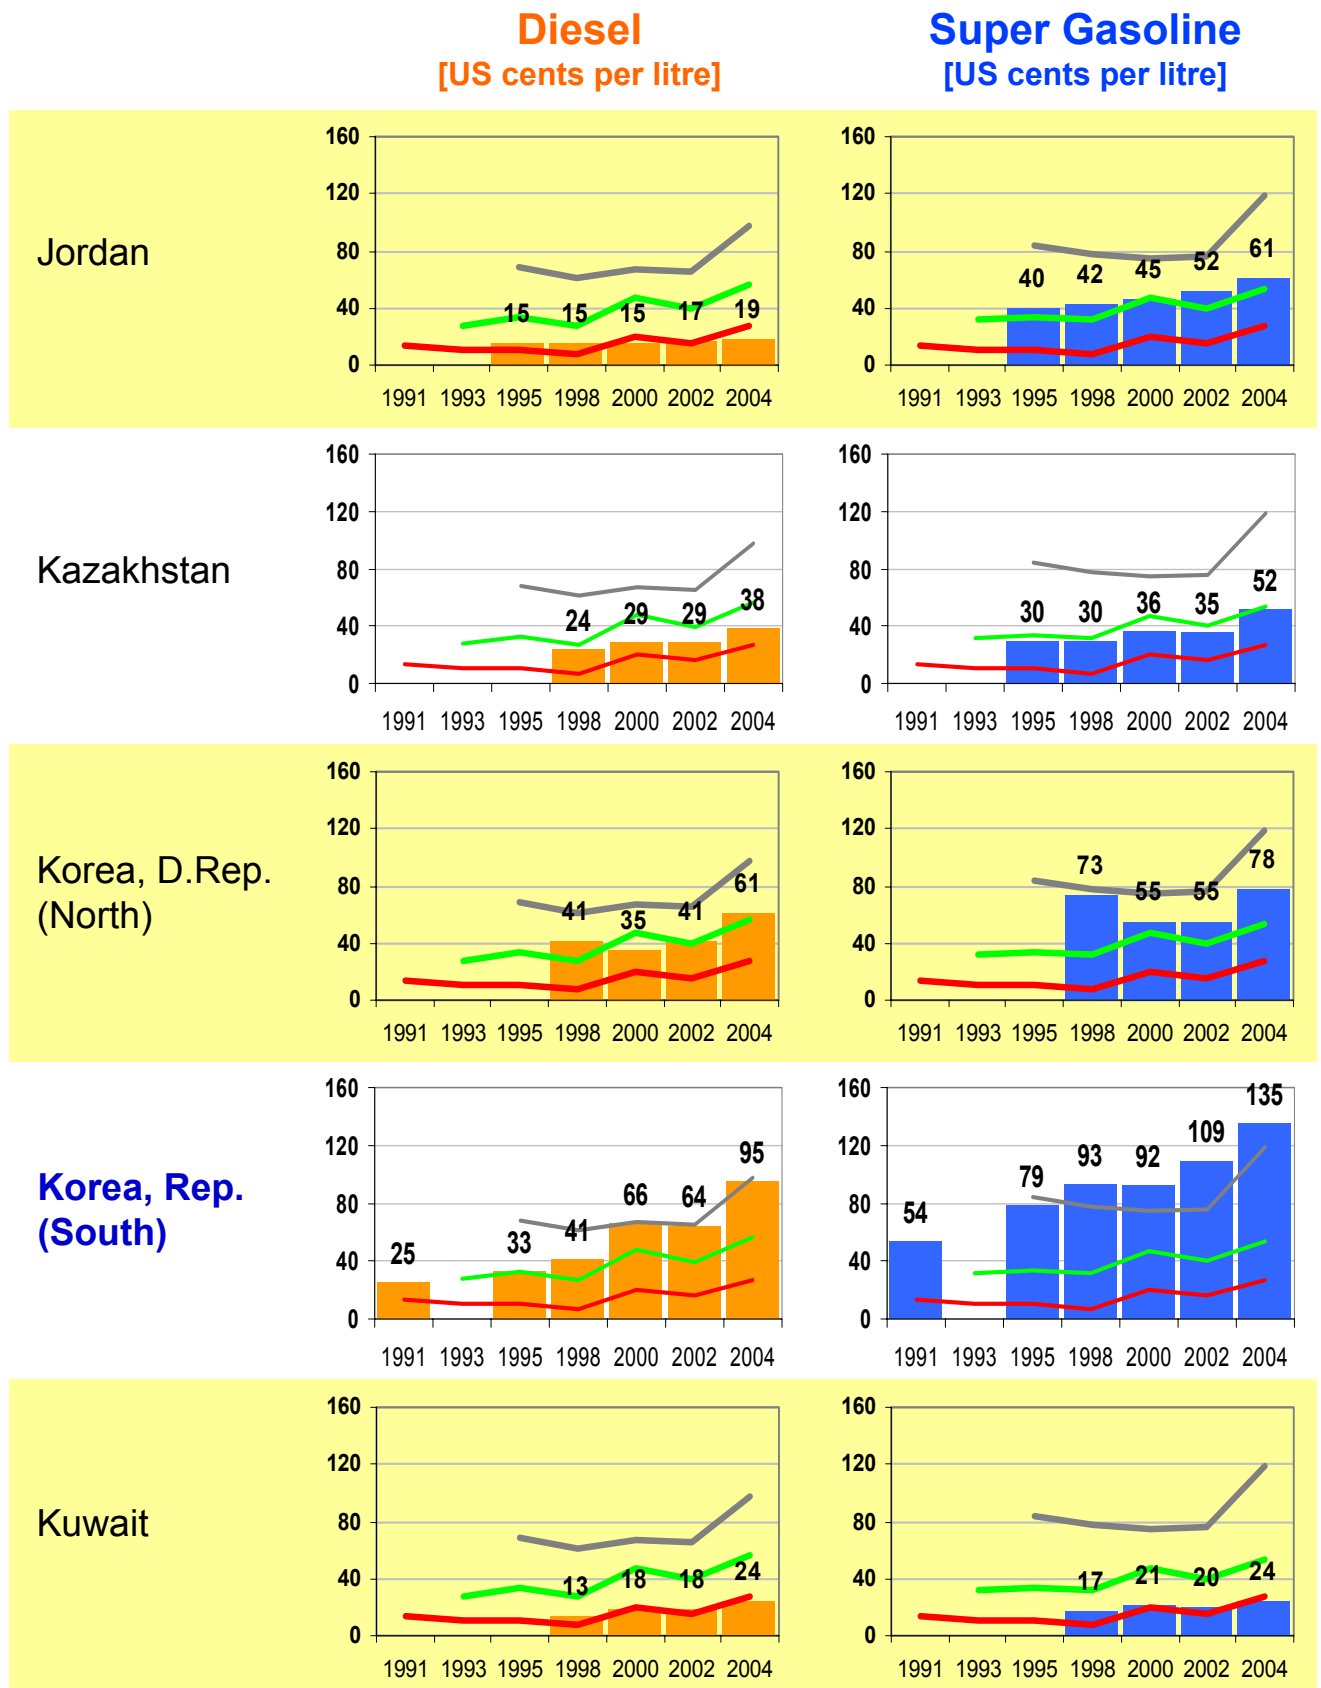 Diesel
[US cents per litre]
Super Gasoline
[US cents per litre]
Jordan
160
120
80
40
0
15 15 15 17 19
1991 1993 1995 1998 2000 2002 2004
160
120
80
40
0
40 42 45 52 61
1991 1993 1995 1998 2000 2002 2004
Kazakhstan
160
120
80
40
0
24 29 29 38
1991 1993 1995 1998 2000 2002 2004
160
120
80
40
0
30 30 36 35 52
1991 1993 1995 1998 2000 2002 2004
Korea, D.Rep.
(North)
160
120
80
40
0
41 35 41 61
1991 1993 1995 1998 2000 2002 2004
160
120
80
40
0
73 55 55 78
1991 1993 1995 1998 2000 2002 2004
Korea, Rep.
(South)
160
120
80
40
0
25 33 41 66 64 95
1991 1993 1995 1998 2000 2002 2004
160
120
80
40
0
54 79 93 92 109 135
1991 1993 1995 1998 2000 2002 2004
Kuwait
160
120
80
40
0
13 18 18 24
1991 1993 1995 1998 2000 2002 2004
160
120
80
40
0
17 21 20 24
1991 1993 1995 1998 2000 2002 2004